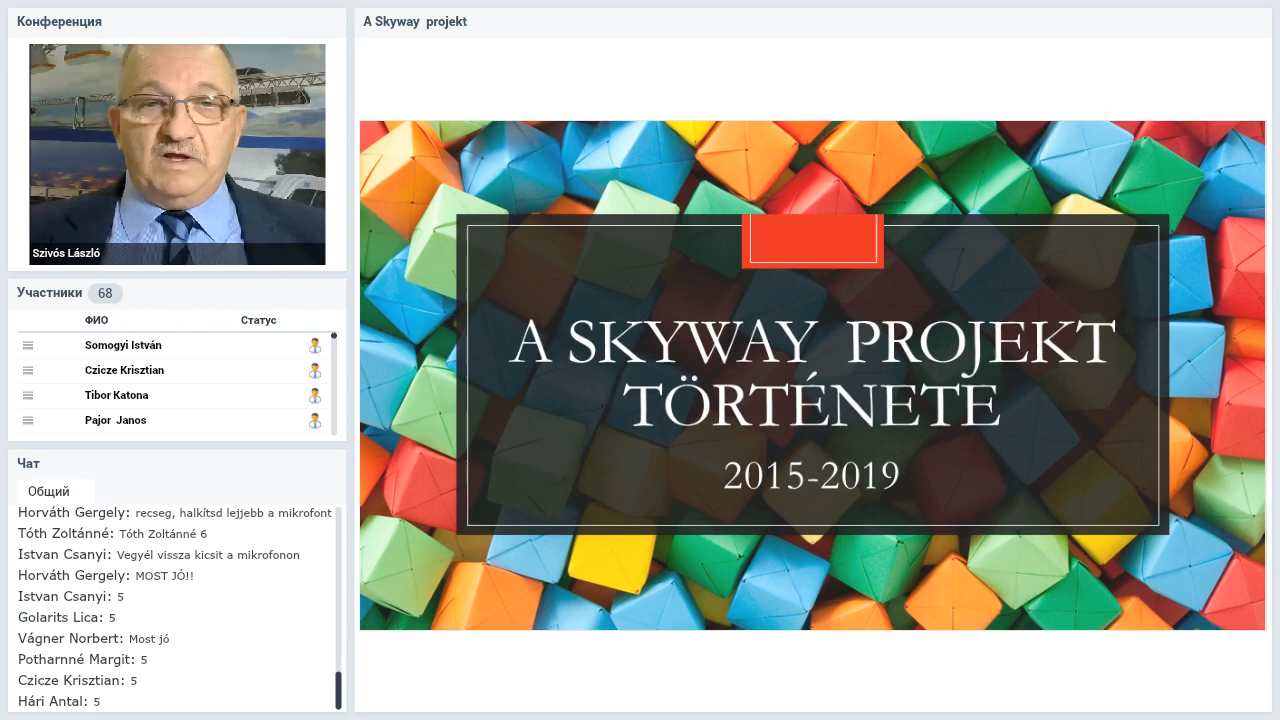 Конференция
Szivós László
Участники 68
ФИО Статус
Somogyi István
Czicze Krisztian
Tibor Katona
Pajor Janos
Чат
Общий
Horváth Gergely: recseg, halkítsd lejjebb a mikrofont
Tóth Zoltánné: Tóth Zoltánné 6
Istvan Csanyi: Vegyél vissza kicsit a mikrofonon
Horváth Gergely: MOST JÓ!!
Istvan Csanyi: 5
Golarits Lica: 5
Vágner Norbert: Most jó
Potharnné Margit: 5
Czicze Krisztian: 5
Hári Antal: 5
A Skyway projekt
A SKYWAY PROJEKT
TÖRTÉNETE
2015-2019